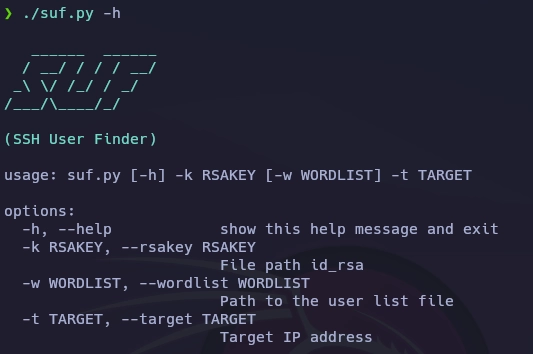 ❯ ./suf.py -h
   ______  ______
  / __/ / / / __/
 _\ \/ /_/ / _/
/___/\____/_/
(SSH User Finder)
usage: suf.py [-h] -k RSAKEY [-w WORDLIST] -t TARGET
options:
  -h, --help            show this help message and exit
  -k RSAKEY, --rsakey RSAKEY
                        File path id_rsa
  -w WORDLIST, --wordlist WORDLIST
                        Path to the user list file
  -t TARGET, --target TARGET
                        Target IP address